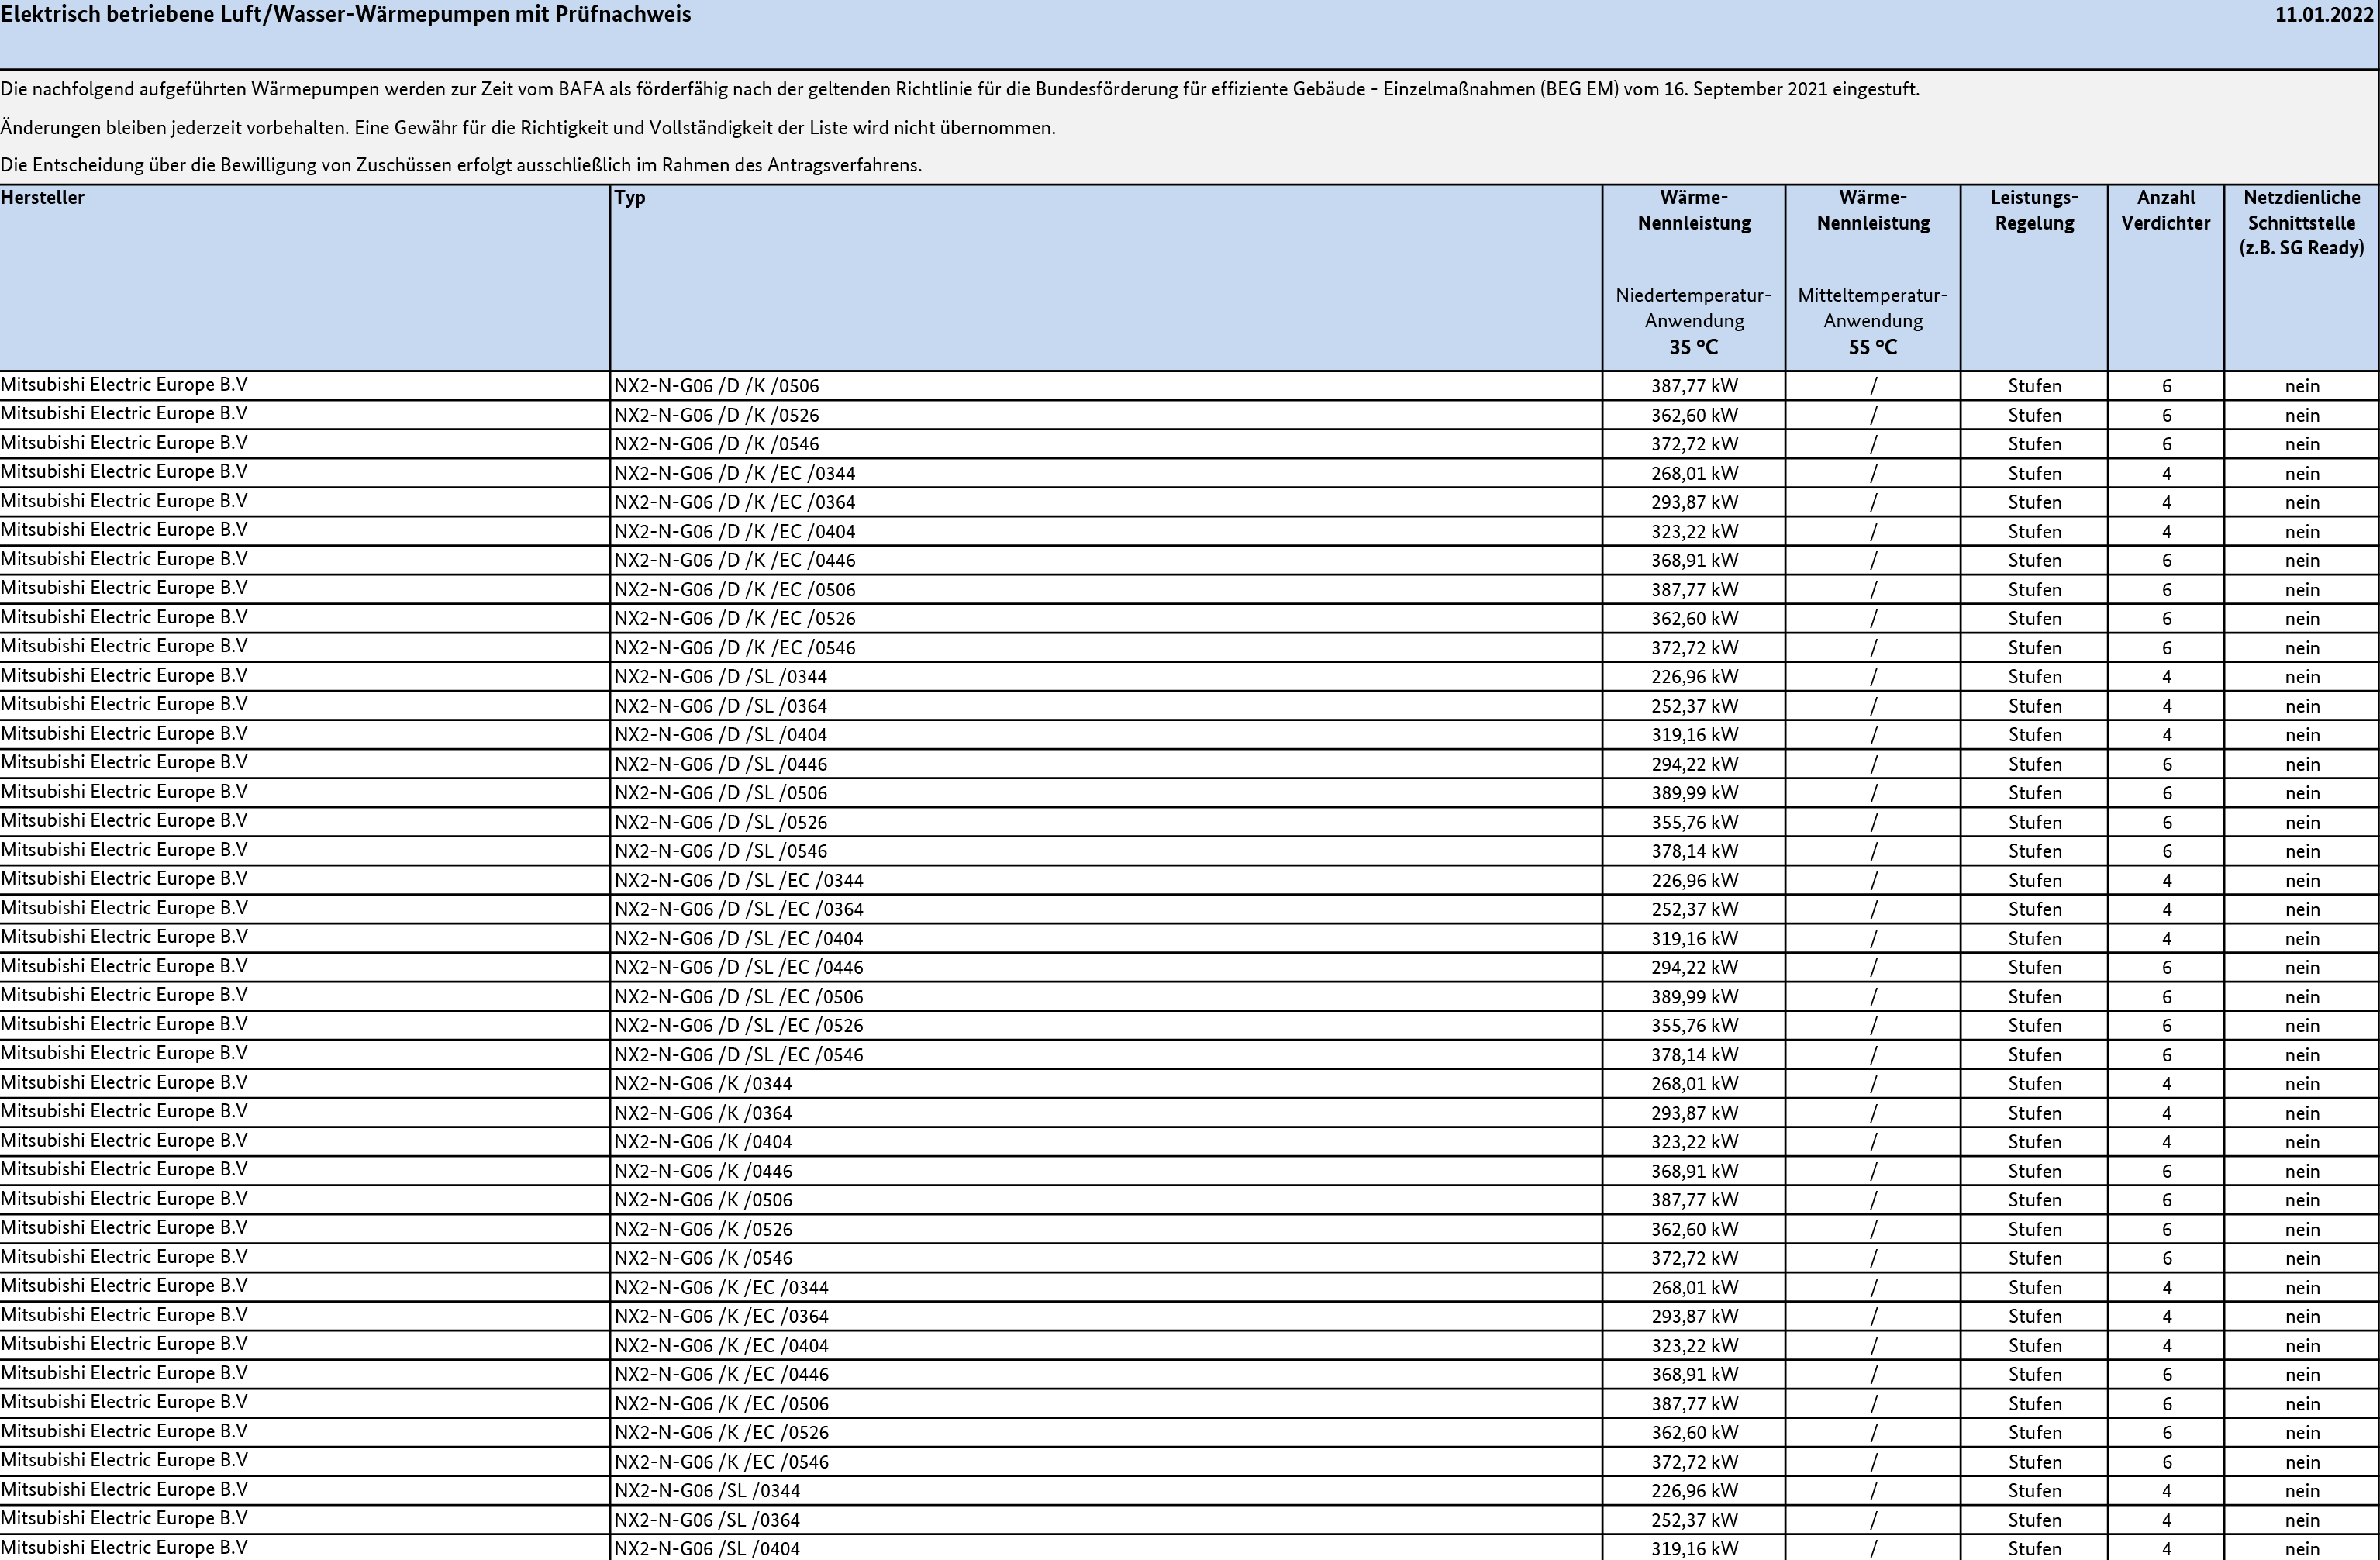 Elektrisch betriebene Luft/Wasser-Wärmepumpen mit Prüfnachweis 11.01.2022
Die nachfolgend aufgeführten Wärmepumpen werden zur Zeit vom BAFA als förderfähig nach der geltenden Richtlinie für die Bundesförderung für effiziente Gebäude - Einzelmaßnahmen (BEG EM) vom 16. September 2021 eingestuft.
Änderungen bleiben jederzeit vorbehalten. Eine Gewähr für die Richtigkeit und Vollständigkeit der Liste wird nicht übernommen.
Die Entscheidung über die Bewilligung von Zuschüssen erfolgt ausschließlich im Rahmen des Antragsverfahrens.
Hersteller Typ Wärme- Wärme- Leistungs- Anzahl Netzdienliche
Nennleistung Nennleistung Regelung Verdichter Schnittstelle
(z.B. SG Ready)
Niedertemperatur- Mitteltemperatur-
Anwendung Anwendung
35 °C 55 °C
Mitsubishi Electric Europe B.V NX2-N-G06 /D /K /0506 387,77 kW / Stufen 6 nein
Mitsubishi Electric Europe B.V NX2-N-G06 /D /K /0526 362,60 kW / Stufen 6 nein
Mitsubishi Electric Europe B.V NX2-N-G06 /D /K /0546 372,72 kW / Stufen 6 nein
Mitsubishi Electric Europe B.V NX2-N-G06 /D /K /EC /0344 268,01 kW / Stufen 4 nein
Mitsubishi Electric Europe B.V NX2-N-G06 /D /K /EC /0364 293,87 kW / Stufen 4 nein
Mitsubishi Electric Europe B.V NX2-N-G06 /D /K /EC /0404 323,22 kW / Stufen 4 nein
Mitsubishi Electric Europe B.V NX2-N-G06 /D /K /EC /0446 368,91 kW / Stufen 6 nein
Mitsubishi Electric Europe B.V NX2-N-G06 /D /K /EC /0506 387,77 kW / Stufen 6 nein
Mitsubishi Electric Europe B.V NX2-N-G06 /D /K /EC /0526 362,60 kW / Stufen 6 nein
Mitsubishi Electric Europe B.V NX2-N-G06 /D /K /EC /0546 372,72 kW / Stufen 6 nein
Mitsubishi Electric Europe B.V NX2-N-G06 /D /SL /0344 226,96 kW / Stufen 4 nein
Mitsubishi Electric Europe B.V NX2-N-G06 /D /SL /0364 252,37 kW / Stufen 4 nein
Mitsubishi Electric Europe B.V NX2-N-G06 /D /SL /0404 319,16 kW / Stufen 4 nein
Mitsubishi Electric Europe B.V NX2-N-G06 /D /SL /0446 294,22 kW / Stufen 6 nein
Mitsubishi Electric Europe B.V NX2-N-G06 /D /SL /0506 389,99 kW / Stufen 6 nein
Mitsubishi Electric Europe B.V NX2-N-G06 /D /SL /0526 355,76 kW / Stufen 6 nein
Mitsubishi Electric Europe B.V NX2-N-G06 /D /SL /0546 378,14 kW / Stufen 6 nein
Mitsubishi Electric Europe B.V NX2-N-G06 /D /SL /EC /0344 226,96 kW / Stufen 4 nein
Mitsubishi Electric Europe B.V NX2-N-G06 /D /SL /EC /0364 252,37 kW / Stufen 4 nein
Mitsubishi Electric Europe B.V NX2-N-G06 /D /SL /EC /0404 319,16 kW / Stufen 4 nein
Mitsubishi Electric Europe B.V NX2-N-G06 /D /SL /EC /0446 294,22 kW / Stufen 6 nein
Mitsubishi Electric Europe B.V NX2-N-G06 /D /SL /EC /0506 389,99 kW / Stufen 6 nein
Mitsubishi Electric Europe B.V NX2-N-G06 /D /SL /EC /0526 355,76 kW / Stufen 6 nein
Mitsubishi Electric Europe B.V NX2-N-G06 /D /SL /EC /0546 378,14 kW / Stufen 6 nein
Mitsubishi Electric Europe B.V NX2-N-G06 /K /0344 268,01 kW / Stufen 4 nein
Mitsubishi Electric Europe B.V NX2-N-G06 /K /0364 293,87 kW / Stufen 4 nein
Mitsubishi Electric Europe B.V NX2-N-G06 /K /0404 323,22 kW / Stufen 4 nein
Mitsubishi Electric Europe B.V NX2-N-G06 /K /0446 368,91 kW / Stufen 6 nein
Mitsubishi Electric Europe B.V NX2-N-G06 /K /0506 387,77 kW / Stufen 6 nein
Mitsubishi Electric Europe B.V NX2-N-G06 /K /0526 362,60 kW / Stufen 6 nein
Mitsubishi Electric Europe B.V NX2-N-G06 /K /0546 372,72 kW / Stufen 6 nein
Mitsubishi Electric Europe B.V NX2-N-G06 /K /EC /0344 268,01 kW / Stufen 4 nein
Mitsubishi Electric Europe B.V NX2-N-G06 /K /EC /0364 293,87 kW / Stufen 4 nein
Mitsubishi Electric Europe B.V NX2-N-G06 /K /EC /0404 323,22 kW / Stufen 4 nein
Mitsubishi Electric Europe B.V NX2-N-G06 /K /EC /0446 368,91 kW / Stufen 6 nein
Mitsubishi Electric Europe B.V NX2-N-G06 /K /EC /0506 387,77 kW / Stufen 6 nein
Mitsubishi Electric Europe B.V NX2-N-G06 /K /EC /0526 362,60 kW / Stufen 6 nein
Mitsubishi Electric Europe B.V NX2-N-G06 /K /EC /0546 372,72 kW / Stufen 6 nein
Mitsubishi Electric Europe B.V NX2-N-G06 /SL /0344 226,96 kW / Stufen 4 nein
Mitsubishi Electric Europe B.V NX2-N-G06 /SL /0364 252,37 kW / Stufen 4 nein
Mitsubishi Electric Europe B.V NX2-N-G06 /SL /0404 319,16 kW / Stufen 4 nein